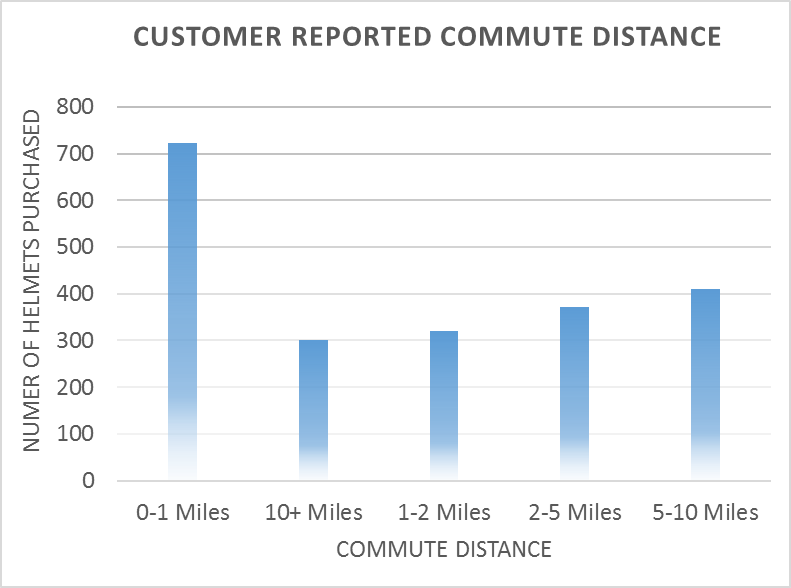 CUSTOMER REPORTED COMMUTE DISTANCE
NUMER OF HELMETS PURCHASED
800
700
600
500
400
300
200
100
0
0-1 Miles 10+ Miles 1-2 Miles 2-5 Miles 5-10 Miles
COMMUTE DISTANCE